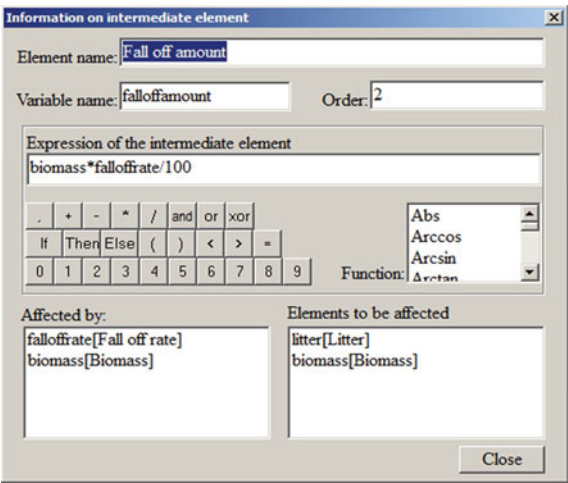 Information on intermediate element
Element name: Fall off amount
Variable name: falloffamount Order: 2
Expression of the intermediate element
biomass*falloffrate/100
. + - * / and or xor
If Then Else ( ) < > =
0 1 2 3 4 5 6 7 8 9
Function:
Abs
Arccos
Arcsin
Arctan
Affected by:
falloffrate[Fall off rate]
biomass[Biomass]
Elements to be affected
litter[Litter]
biomass[Biomass]
Close